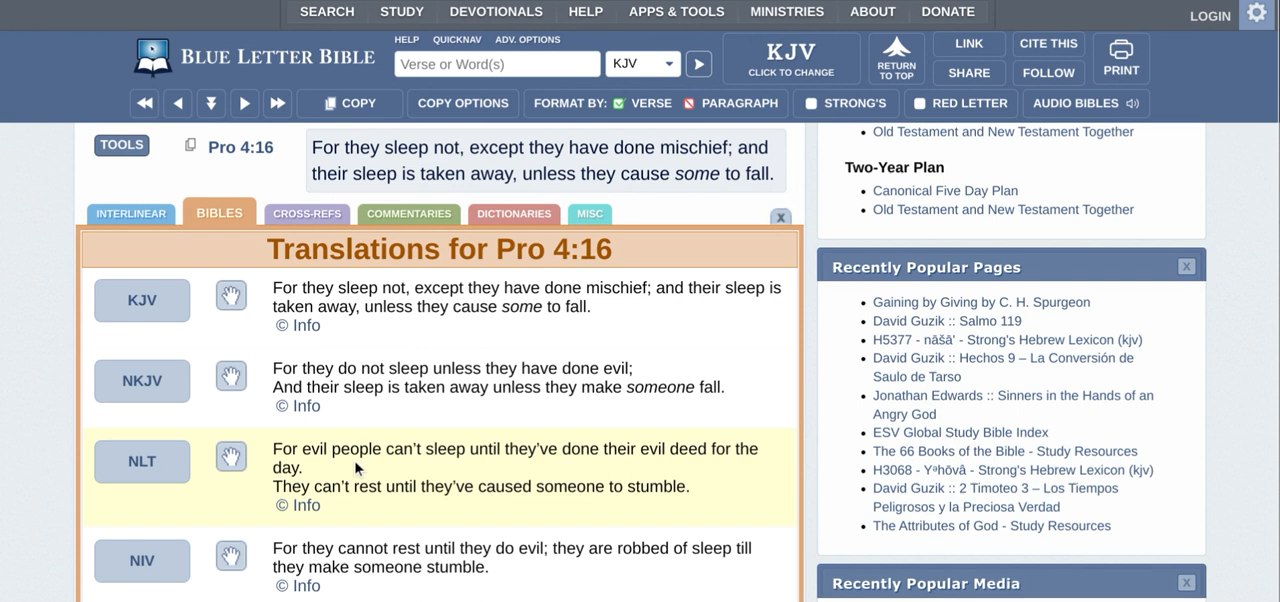 SEARCH STUDY DEVOTIONALS HELP APPS & TOOLS MINISTRIES ABOUT DONATE
LOGIN
BLUE LETTER BIBLE
HELP QUICKNAV ADV. OPTIONS
Verse or Word(s)
KJV
KJV
CLICK TO CHANGE
RETURN
TO TOP
LINK
CITE THIS
SHARE
FOLLOW
PRINT
COPY
COPY OPTIONS
FORMAT BY: VERSE PARAGRAPH
STRONG'S
RED LETTER
AUDIO BIBLES
TOOLS
Pro 4:16
For they sleep not, except they have done mischief; and
their sleep is taken away, unless they cause some to fall.
INTERLINEAR BIBLES CROSS-REFS COMMENTARIES DICTIONARIES MISC
X
Translations for Pro 4:16
KJV
For they sleep not, except they have done mischief; and their sleep is
taken away, unless they cause some to fall.
© Info
NKJV
For they do not sleep unless they have done evil;
And their sleep is taken away unless they make someone fall.
© Info
NLT
For evil people can’t sleep until they’ve done their evil deed for the
day.
They can’t rest until they’ve caused someone to stumble.
© Info
NIV
For they cannot rest until they do evil; they are robbed of sleep till
they make someone stumble.
© Info
Old Testament and New Testament Together
Two-Year Plan
Canonical Five Day Plan
Old Testament and New Testament Together
Recently Popular Pages
X
Gaining by Giving by C. H. Spurgeon
David Guzik :: Salmo 119
H5377 - nāšā' - Strong's Hebrew Lexicon (kjv)
David Guzik :: Hechos 9 – La Conversión de
Saulo de Tarso
Jonathan Edwards :: Sinners in the Hands of an
Angry God
ESV Global Study Bible Index
The 66 Books of the Bible - Study Resources
H3068 - Yᵊhōvâ - Strong's Hebrew Lexicon (kjv)
David Guzik :: 2 Timoteo 3 – Los Tiempos
Peligrosos y la Preciosa Verdad
The Attributes of God - Study Resources
Recently Popular Media
X